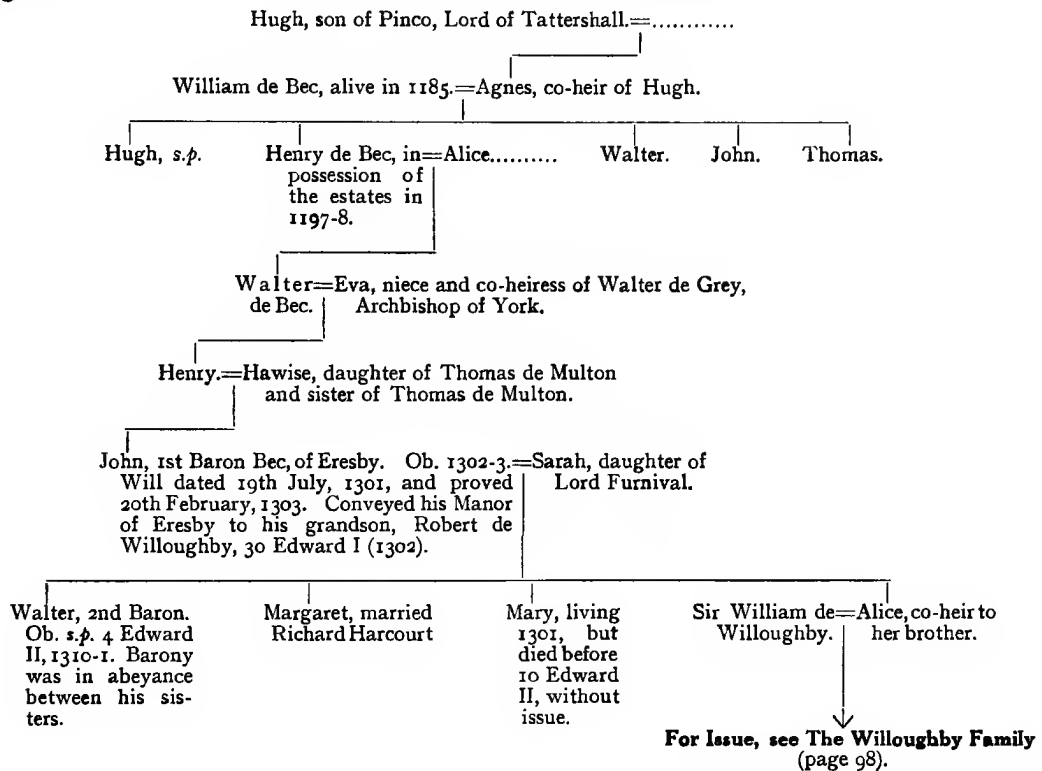 Hugh, son of Pinco, Lord of Tattershall.=............
William de Bec, alive in 1185.=Agnes, co-heir of Hugh.
Hugh, s.p.
Henry de Bec, in=Alice..........
possession of
the estates in
1197-8.
Walter.
John.
Thomas.
Walter=Eva, niece and co-heiress of Walter de Grey,
de Bec. Archbishop of York.
Henry.=Hawise, daughter of Thomas de Multon
and sister of Thomas de Multon.
John, 1st Baron Bec, of Eresby. Ob. 1302-3.=Sarah, daughter of
Will dated 19th July, 1301, and proved Lord Furnival.
20th February, 1303. Conveyed his Manor
of Eresby to his grandson, Robert de
Willoughby, 30 Edward I (1302).
Walter, 2nd Baron.
Ob. s.p. 4 Edward
II, 1310-1. Barony
was in abeyance
between his sis-
ters.
Margaret, married
Richard Harcourt
Mary, living
1301, but
died before
10 Edward
II, without
issue.
Sir William de=Alice, co-heir to
Willoughby. her brother.
For Issue, see The Willoughby Family
(page 98).